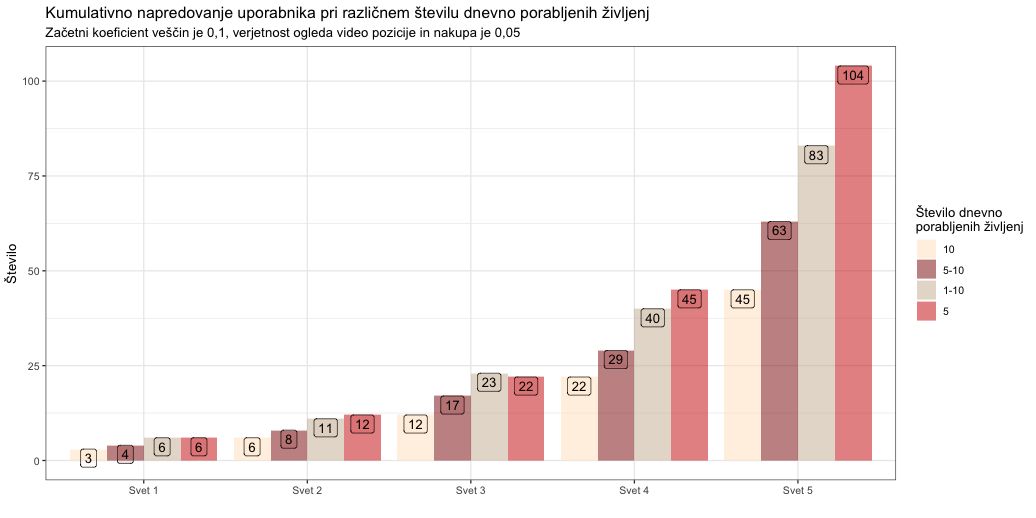 Kumulativno napredovanje uporabnika pri različnem številu dnevno porabljenih življenj
Začetni koeficient veščin je 0,1, verjetnost ogleda video pozicije in nakupa je 0,05
Število
100
75
50
25
0
3
4
6
6
6
8
11
12
12
17
23
22
22
29
40
45
45
63
83
104
Svet 1
Svet 2
Svet 3
Svet 4
Svet 5
Število dnevno
porabljenih življenj
10
5-10
1-10
5